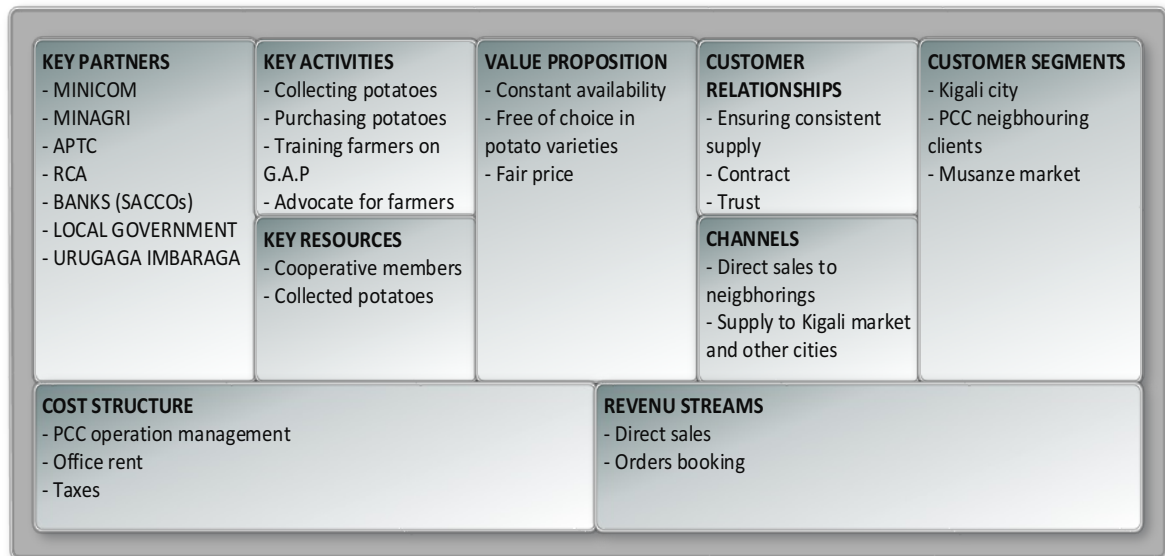 KEY PARTNERS
- MINICOM
- MINAGRI
- APTC
- RCA
- BANKS (SACCOs)
- LOCAL GOVERNMENT
- URUGAGA IMBARAGA
KEY ACTIVITIES
- Collecting potatoes
- Purchasing potatoes
- Training farmers on
G.A.P
- Advocate for farmers
KEY RESOURCES
- Cooperative members
- Collected potatoes
VALUE PROPOSITION
- Constant availability
- Free of choice in
potato varieties
- Fair price
CUSTOMER
RELATIONSHIPS
- Ensuring consistent
supply
- Contract
- Trust
CHANNELS
- Direct sales to
neigbhorings
- Supply to Kigali market
and other cities
CUSTOMER SEGMENTS
- Kigali city
- PCC neigbhouring
clients
- Musanze market
COST STRUCTURE
- PCC operation management
- Office rent
- Taxes
REVENU STREAMS
- Direct sales
- Orders booking